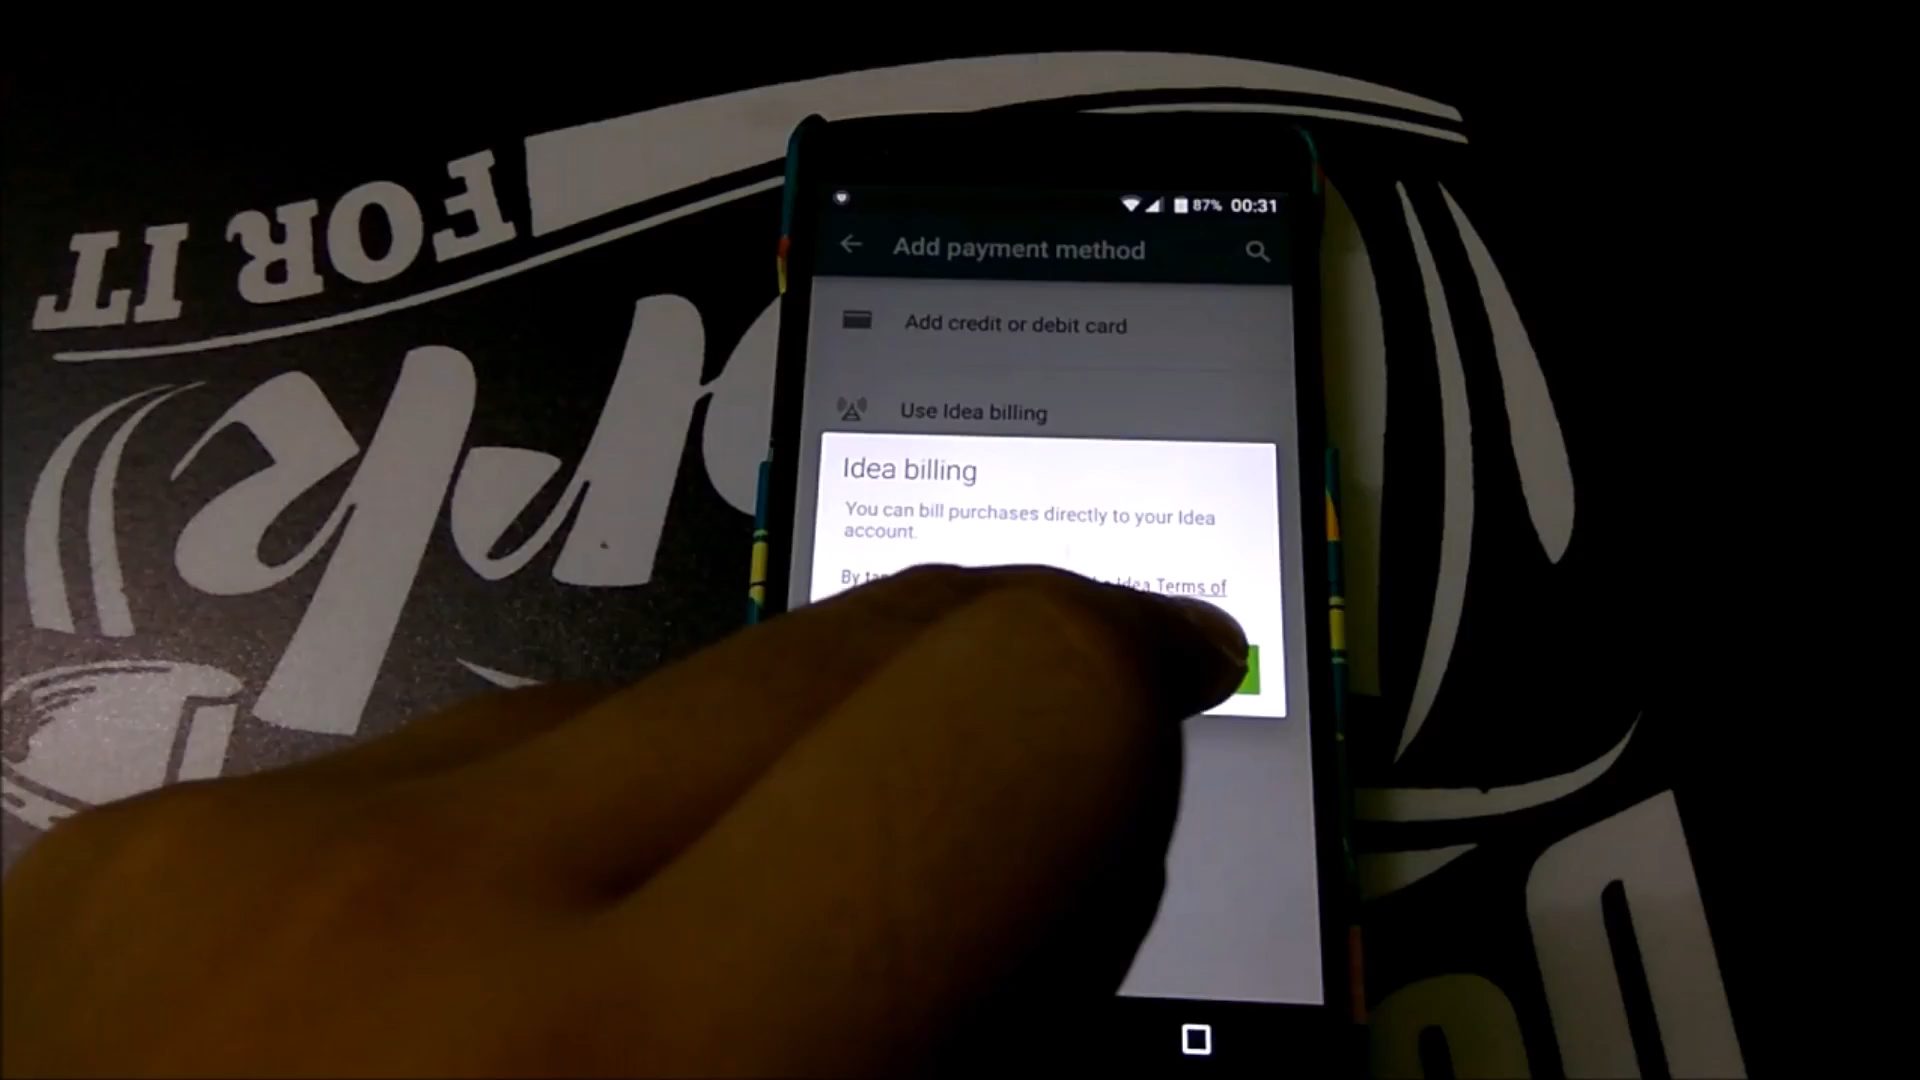 FOR IT
87% 00:31
Add payment method
Add credit or debit card
Use Idea billing
Idea billing
You can bill purchases directly to your Idea
account.
By Idea Terms of